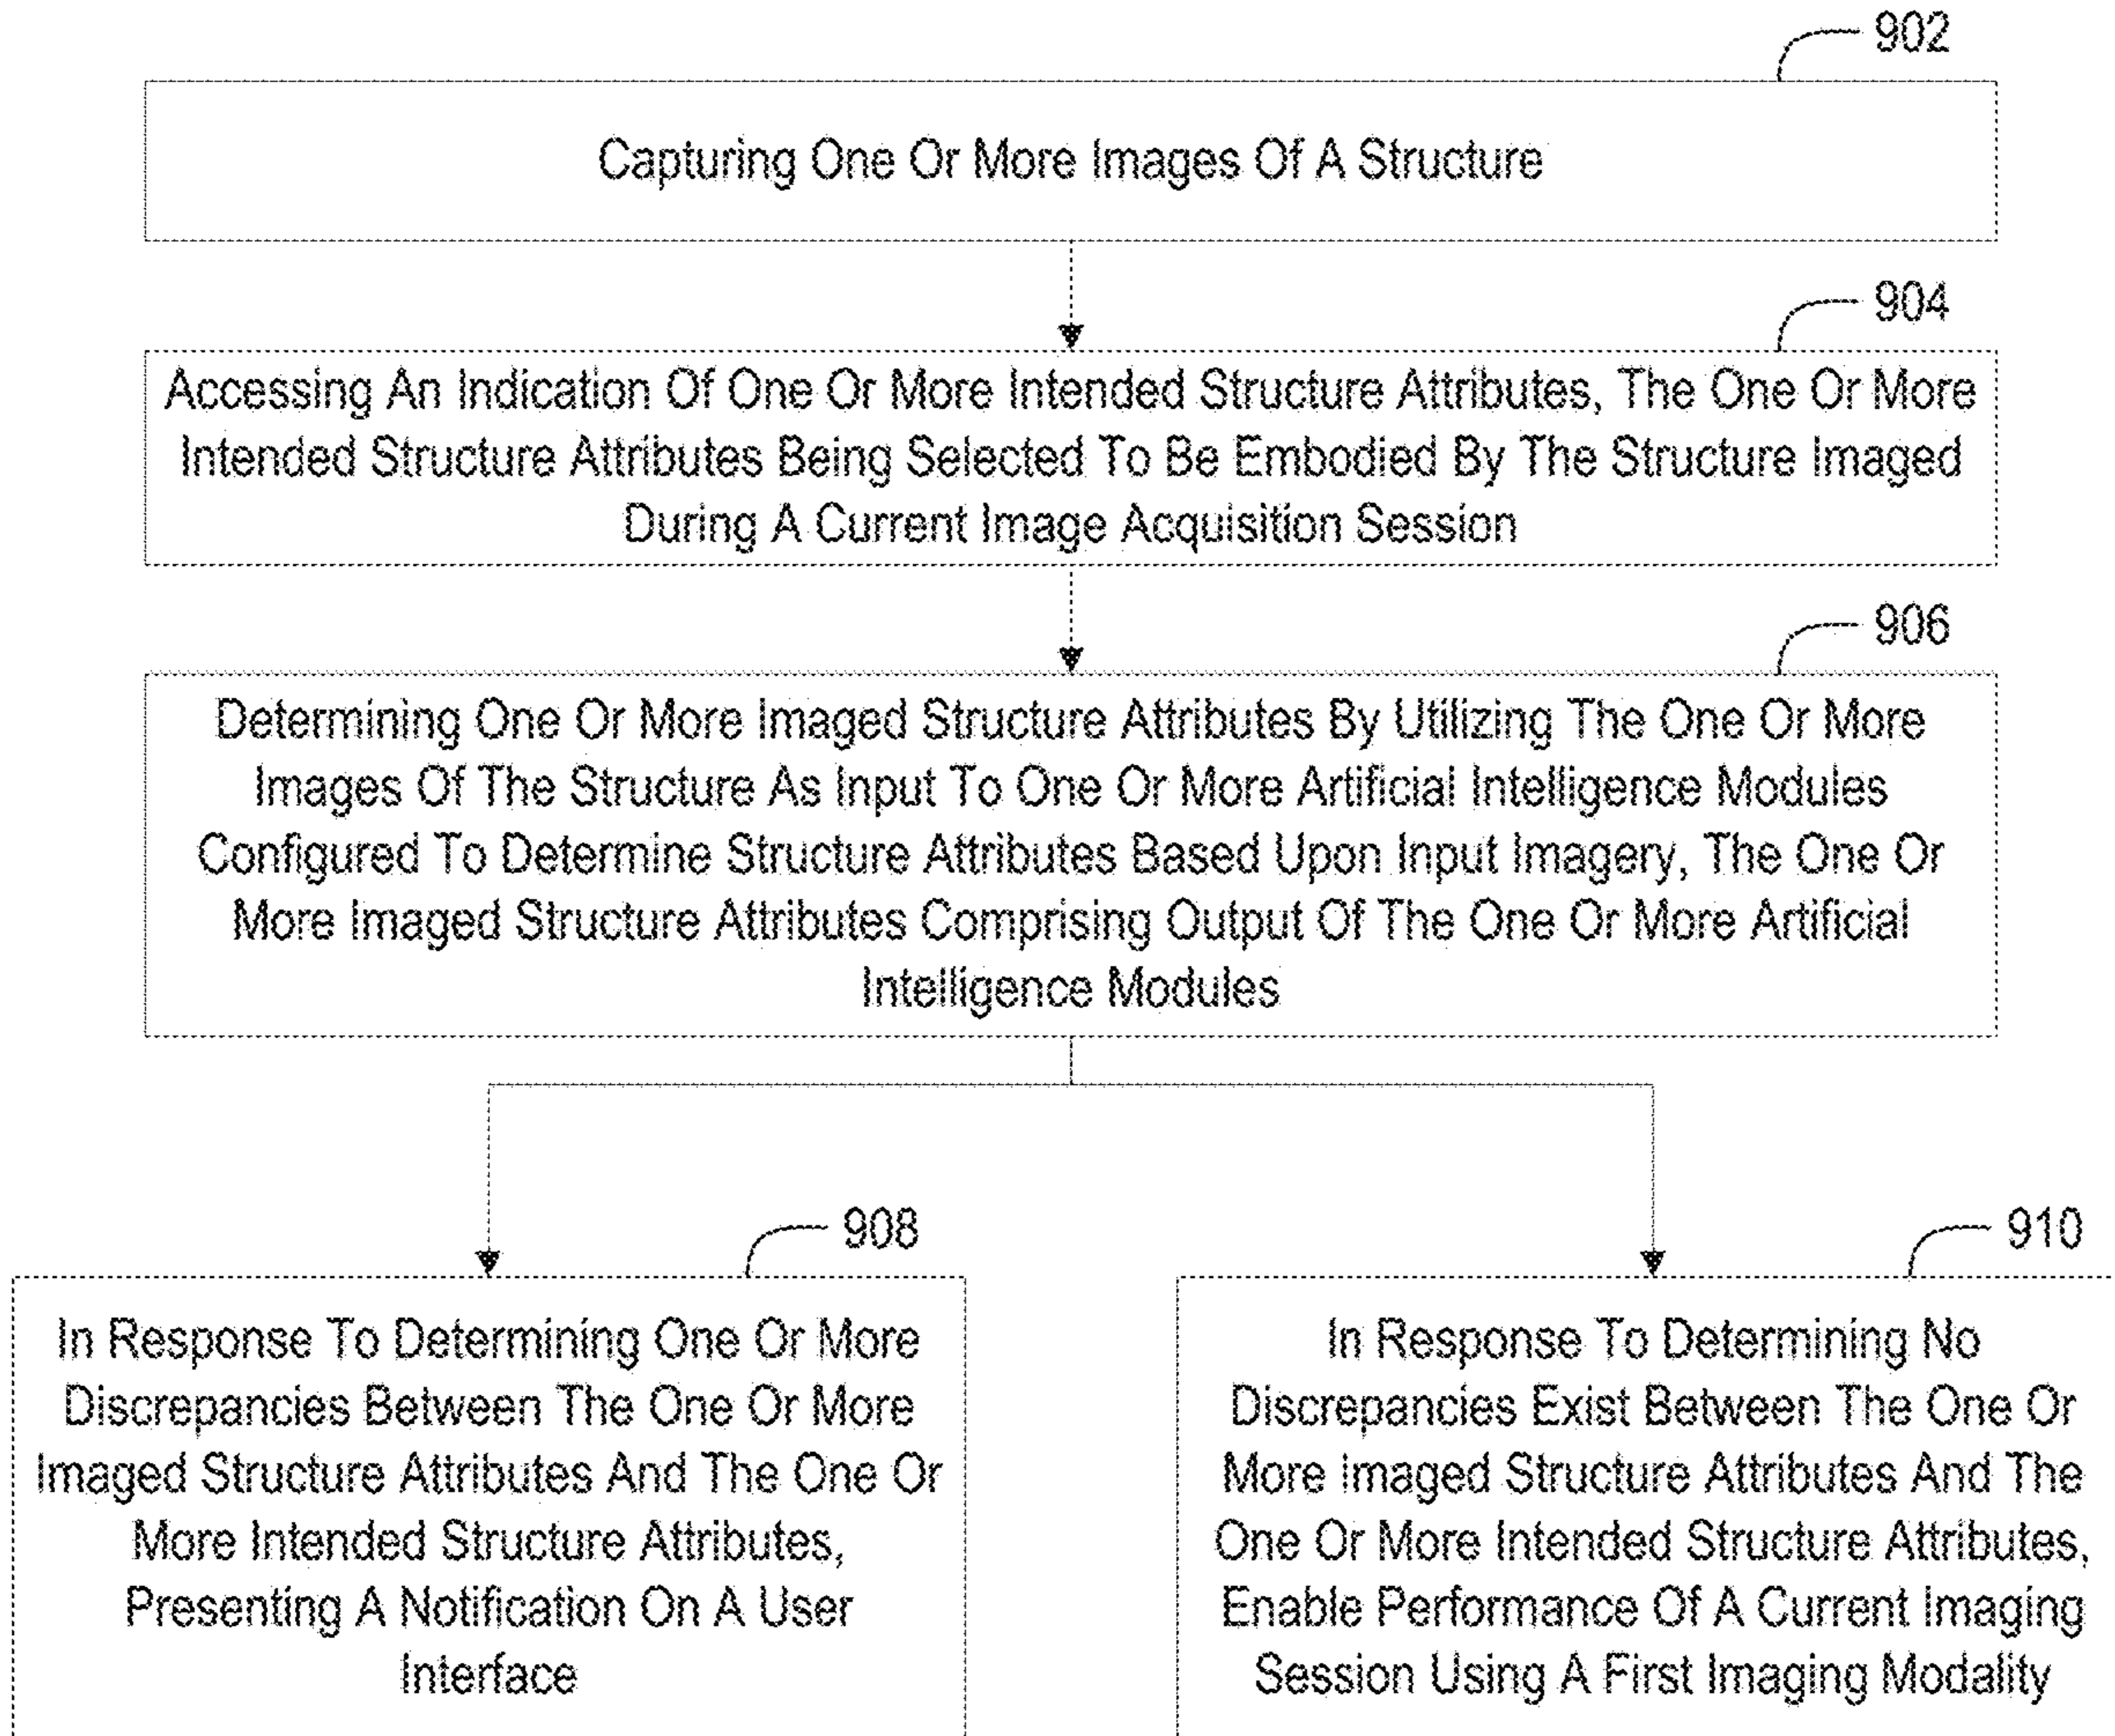 902
Capturing One Or More Images Of A Structure
904
Accessing An Indication Of One Or More Intended Structure Attributes, The One Or More
Intended Structure Attributes Being Selected To Be Embodied By The Structure Imaged
During A Current Image Acquisition Session
906
Determining One Or More Imaged Structure Attributes By Utilizing The One Or More
Images Of The Structure As Input To One Or More Artificial Intelligence Modules
Configured To Determine Structure Attributes Based Upon Input Imagery, The One Or
More Imaged Structure Attributes Comprising Output Of The One Or More Artificial
Intelligence Modules
908
In Response To Determining One Or More
Discrepancies Between The One Or More
Imaged Structure Attributes And The One Or
More Intended Structure Attributes,
Presenting A Notification On A User
Interface
910
In Response To Determining No
Discrepancies Exist Between The One Or
More Imaged Structure Attributes And The
One Or More Intended Structure Attributes,
Enable Performance Of A Current Imaging
Session Using A First Imaging Modality